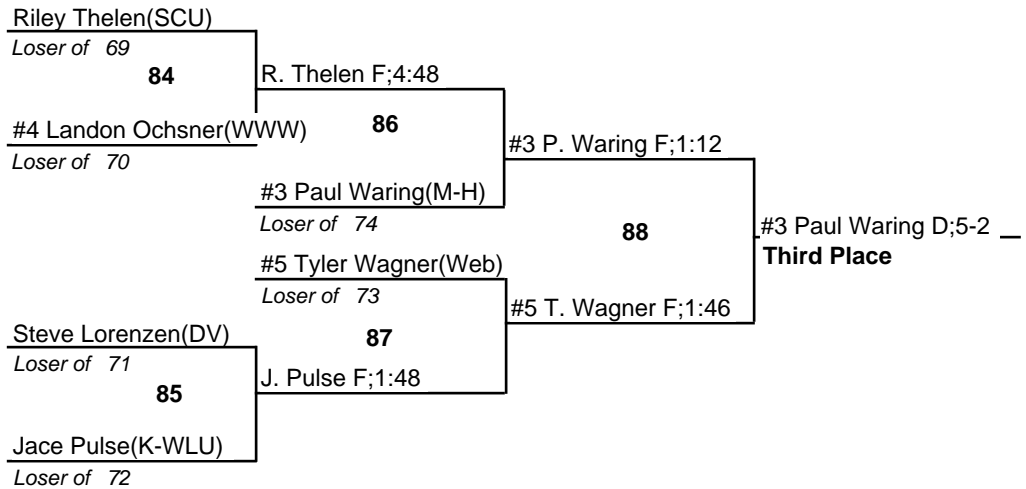 Riley Thelen(SCU)
Loser of 69
84
R. Thelen F;4:48
#4 Landon Ochsner(WWW)
86
Loser of 70
#3 P. Waring F;1:12
#3 Paul Waring(M-H)
Loser of 74
88
#3 Paul Waring D;5-2
Third Place
#5 Tyler Wagner(Web)
Loser of 73
#5 T. Wagner F;1:46
Steve Lorenzen(DV)
87
Loser of 71
J. Pulse F;1:48
85
Jace Pulse(K-WLU)
Loser of 72